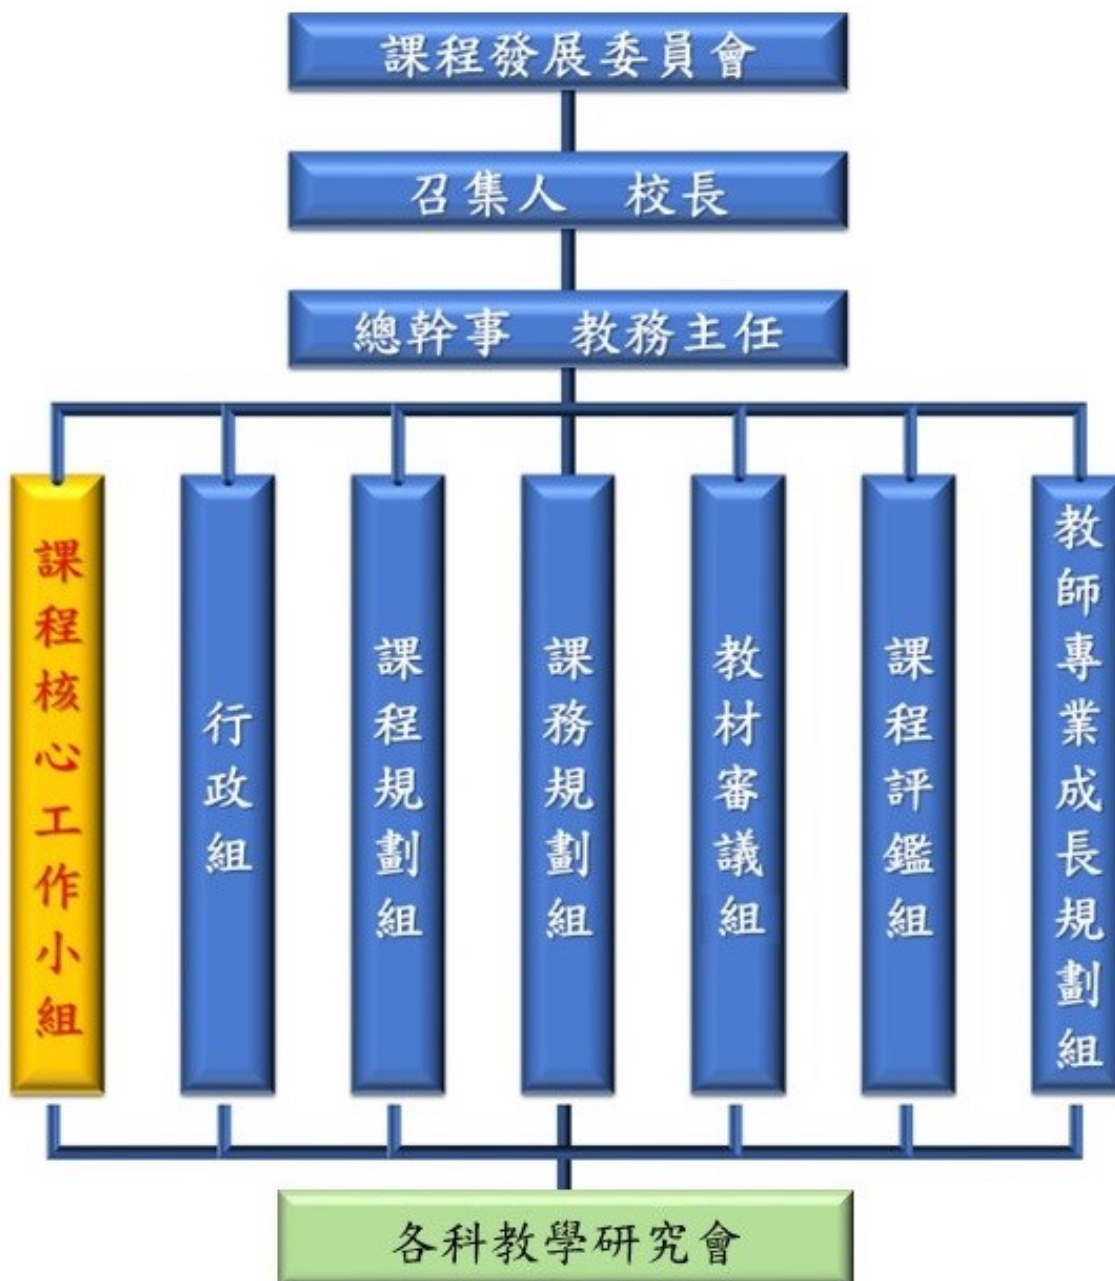 課程發展委員會
召集人　校長
總幹事　教務主任
課程核心工作小組
行政組
課程規劃組
課務規劃組
教材審議組
課程評鑑組
教師專業成長規劃組
各科教學研究會